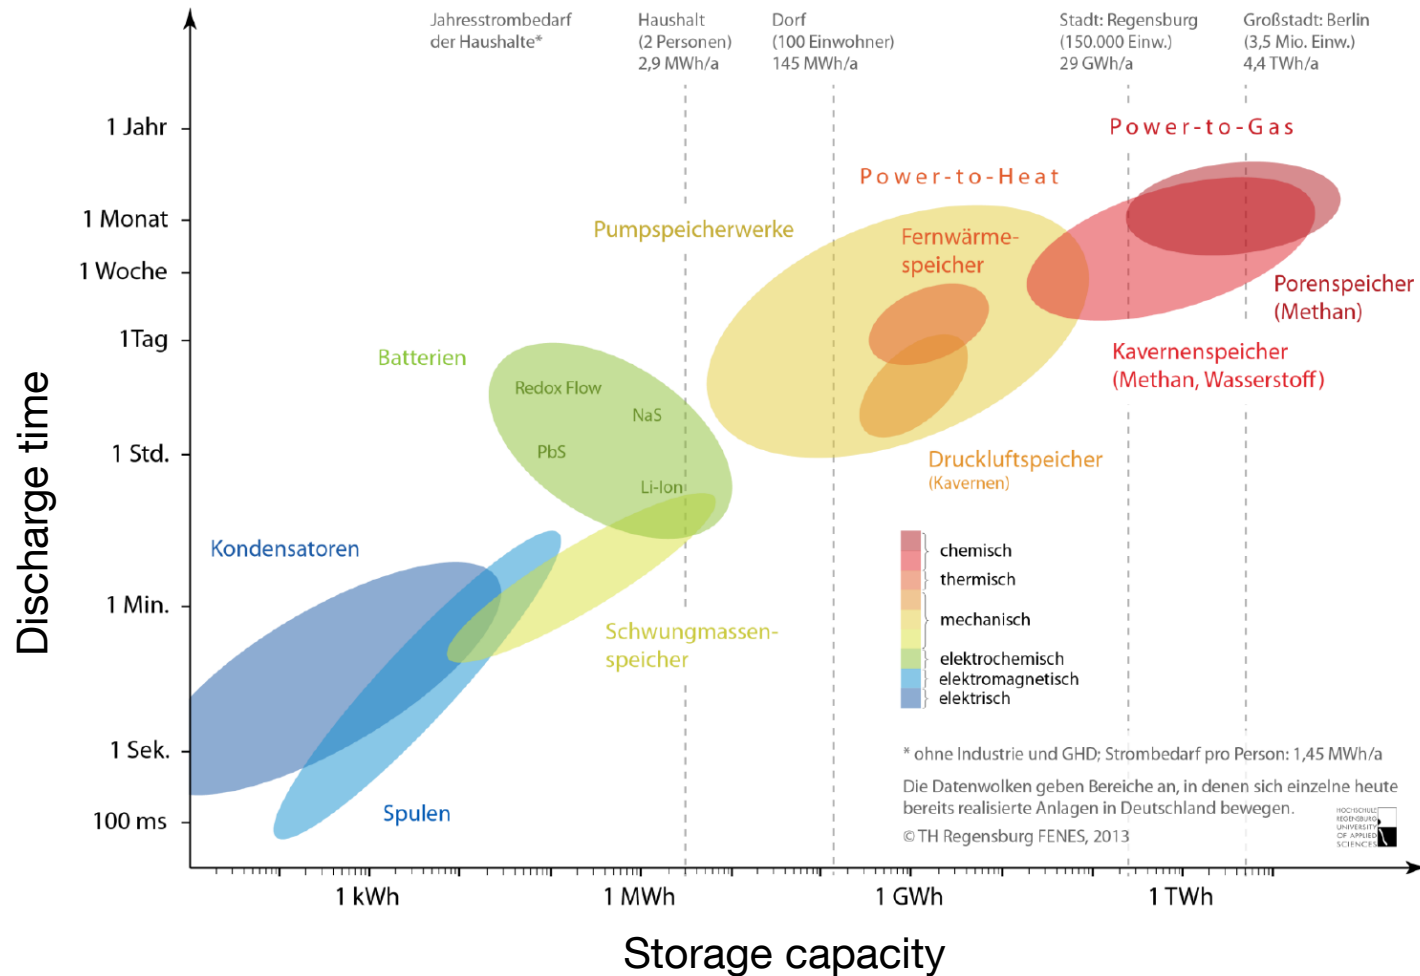 Jahresstrombedarf
der Haushalte*
Haushalt
(2 Personen)
2,9 MWh/a
Dorf
(100 Einwohner)
145 MWh/a
Stadt: Regensburg
(150.000 Einw.)
29 GWh/a
Großstadt: Berlin
(3,5 Mio. Einw.)
4,4 TWh/a
Discharge time
1 Jahr
1 Monat
1 Woche
1Tag
1 Std.
1 Min.
1 Sek.
100 ms
Power-to-Gas
Power-to-Heat
Pumpspeicherwerke
Fernwärme-
speicher
Porenspeicher
(Methan)
Kavernenspeicher
(Methan, Wasserstoff)
Batterien
Redox Flow
NaS
PbS
Li-Ion
Druckluftspeicher
(Kavernen)
Kondensatoren
Schwungmassen-
speicher
Spulen
chemisch
thermisch
mechanisch
elektrochemisch
elektromagnetisch
elektrisch
* ohne Industrie und GHD; Strombedarf pro Person: 1,45 MWh/a
Die Datenwolken geben Bereiche an, in denen sich einzelne heute
bereits realisierte Anlagen in Deutschland bewegen.
© TH Regensburg FENES, 2013
HOCHSCHULE
REGENSBURG
UNIVERSITY
OF APPLIED
SCIENCES
1 kWh
1 MWh
1 GWh
1 TWh
Storage capacity